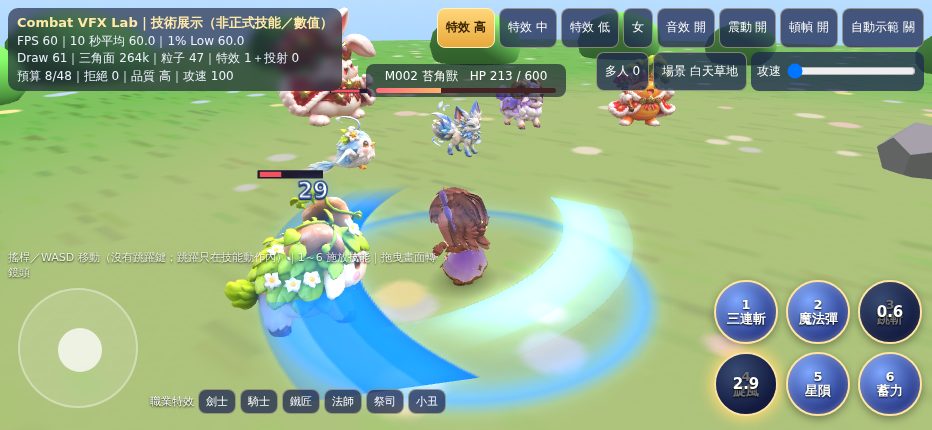 Combat VFX Lab｜技術展示（非正式技能／數值）
FPS 60｜10 秒平均 60.0｜1% Low 60.0
Draw 61｜三角面 264k｜粒子 47｜特效 1＋投射 0
預算 8/48｜拒絕 0｜品質 高｜攻速 100
特效 高
特效 中
特效 低
女
音效 開
震動 開
頓幀 開
自動示範 關
多人 0
場景 白天草地
攻速
M002 苔角獸 HP 213 / 600
29
搖桿／WASD 移動（沒有跳躍鍵；跳躍只在技能動作內）｜1～6 施放技能｜拖曳畫面轉
鏡頭
1
三連斬
2
魔法彈
0.6
2.9
旋風
5
星隕
6
蓄力
職業特效
劍士
騎士
鐵匠
法師
祭司
小丑